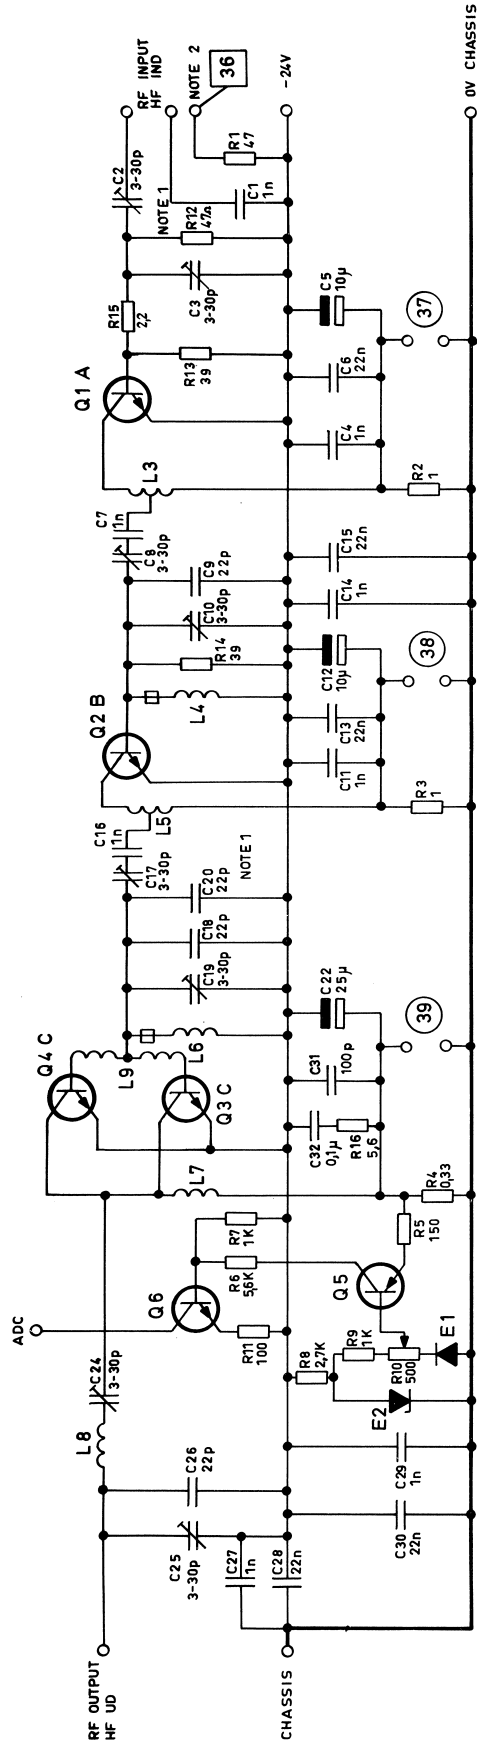 RF INPUT
HF IND
NOTE 2
36
-24V
0V CHASSIS
C2
3-30p
NOTE 1
R1
47
C1
1n
R12
47Ω
C3
3-30p
R15
2,2
R13
39
Q1 A
C5
10μ
C6
22n
C4
1n
37
R2
1
L3
C7
1n
C8
3-30p
C9
22p
C10
3-30p
R14
39
C15
22n
C14
1n
Q2 B
L4
C12
10μ
C13
22n
C11
1n
38
R3
1
L5
C16
1n
C17
3-30p
C20
22p
NOTE 1
C18
22p
C19
3-30p
Q4 C
L9
L6
Q3 C
C22
25μ
C31
100p
39
C32
0,1μ
R16
5,6
L7
R4
0,33
R5
150
R7
1K
R6
5,6K
Q6
Q5
ADC
R11
100
R8
2,7K
R9
1K
R10
500
E1
E2
C24
3-30p
L8
C26
22p
C29
1n
C25
3-30p
C30
22n
C27
1n
C28
22n
RF OUTPUT
HF UD
CHASSIS